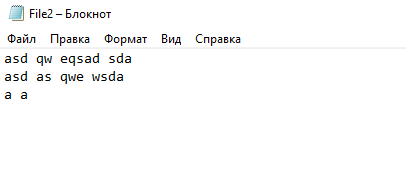 File2 – Блокнот
Файл Правка Формат Вид Справка
asd qw eqsad sda
asd as qwe wsda
a a